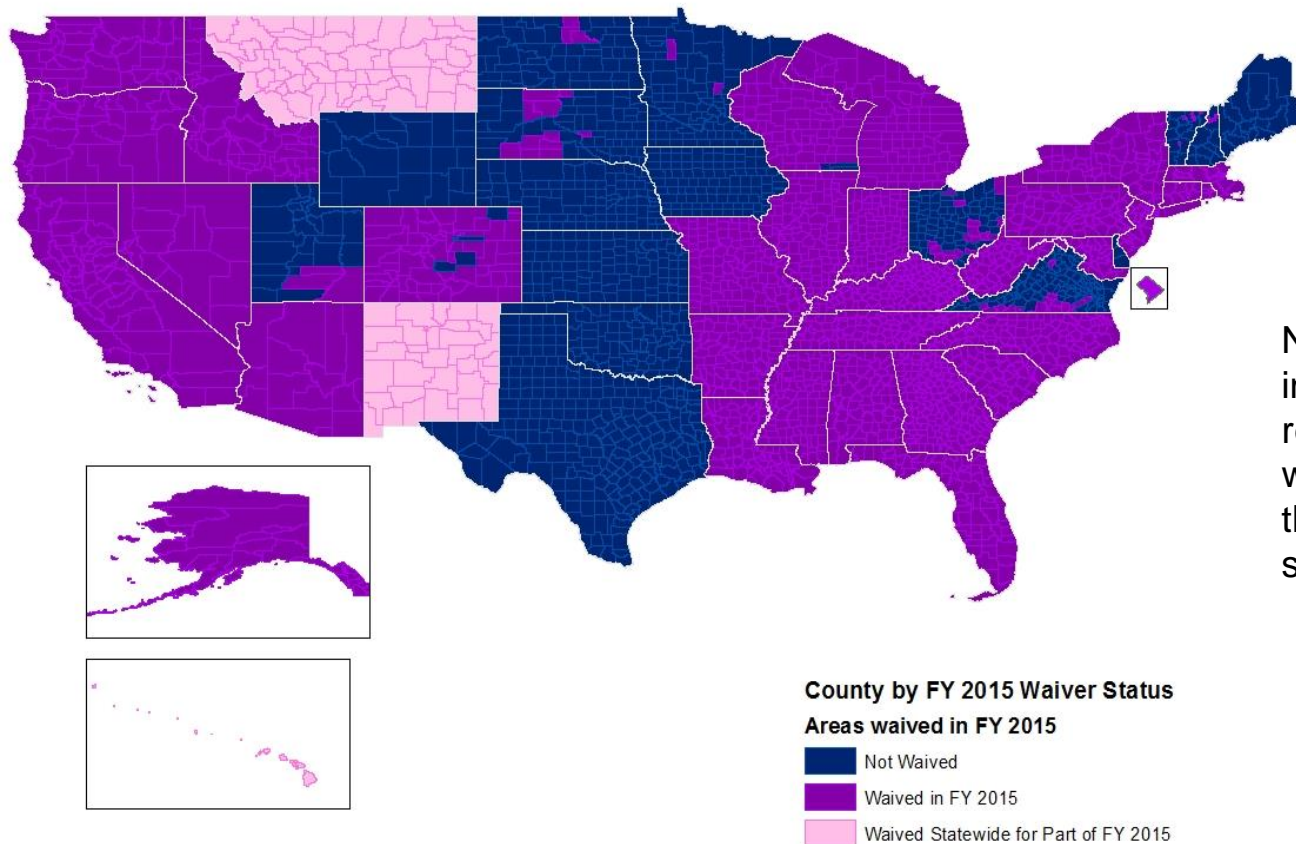 County by FY 2015 Waiver Status
Areas waived in FY 2015
Not Waived
Waived in FY 2015
Waived Statewide for Part of FY 2015